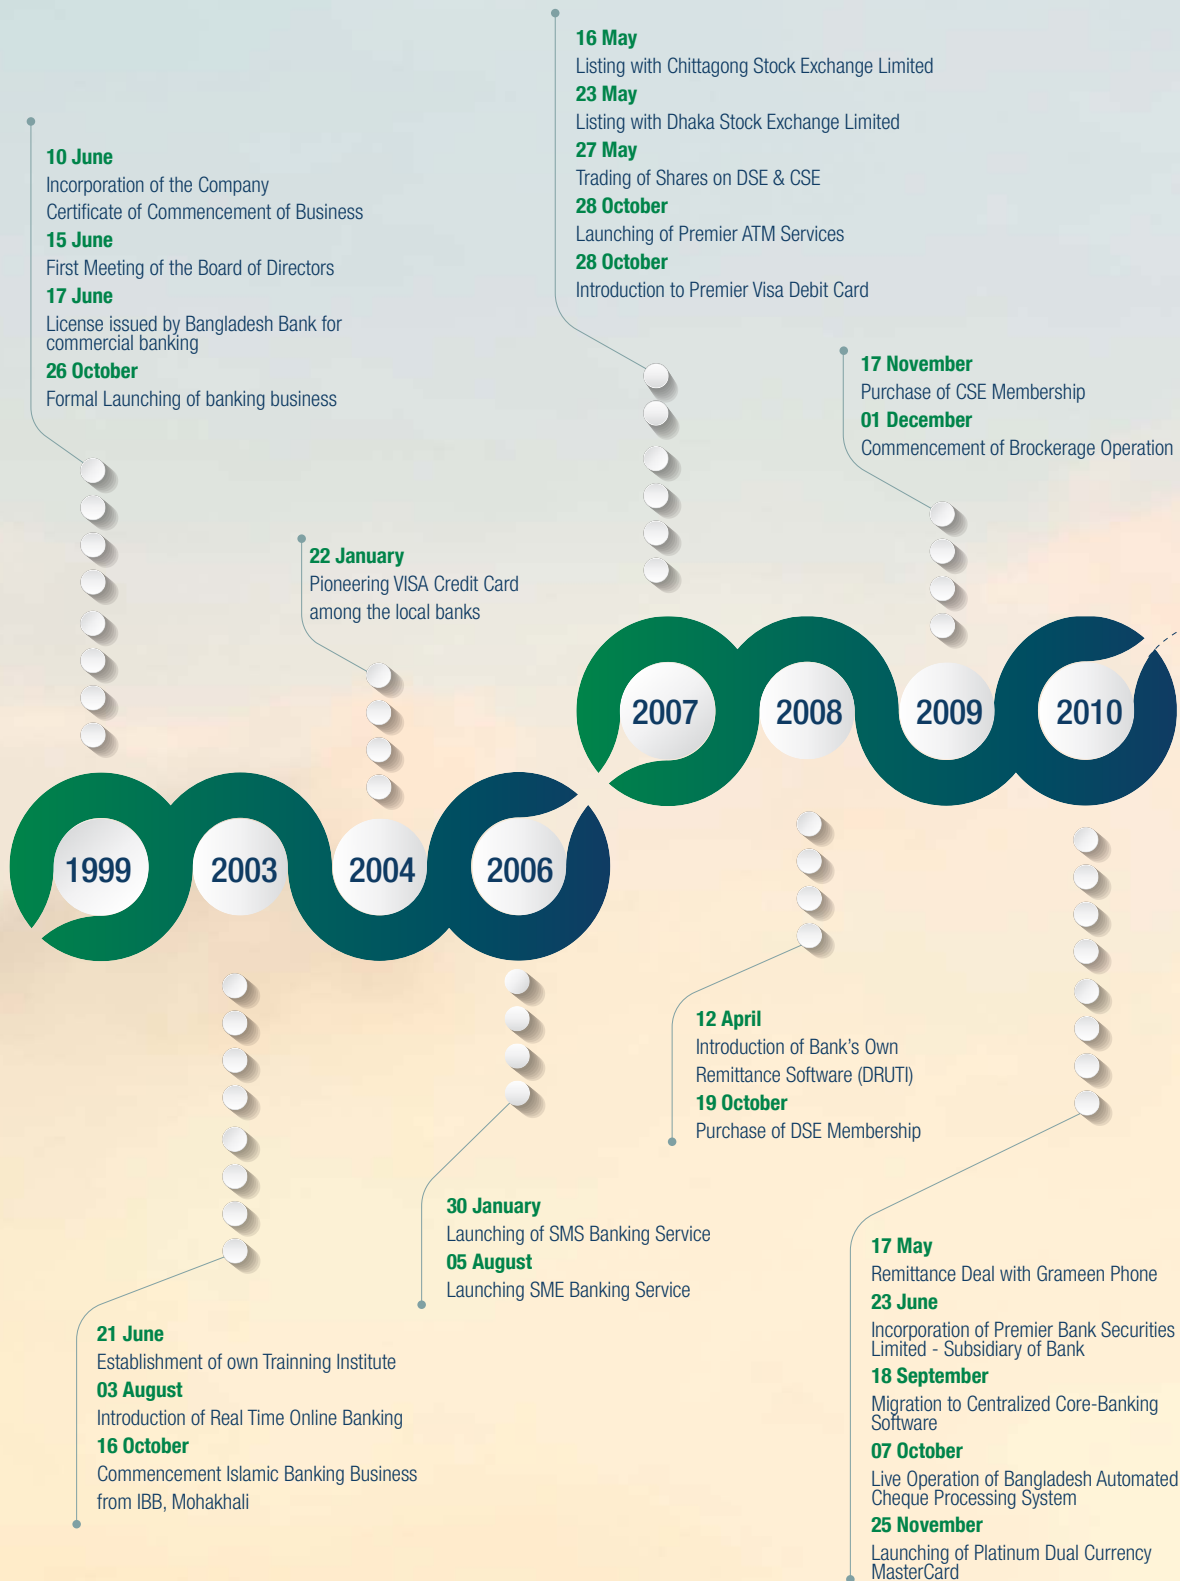 10 June
Incorporation of the Company
Certificate of Commencement of Business
15 June
First Meeting of the Board of Directors
17 June
License issued by Bangladesh Bank for
commercial banking
26 October
Formal Launching of banking business
1999
2003
21 June
Establishment of own Trainning Institute
03 August
Introduction of Real Time Online Banking
16 October
Commencement Islamic Banking Business
from IBB, Mohakhali
22 January
Pioneering VISA Credit Card
among the local banks
2004
2006
30 January
Launching of SMS Banking Service
05 August
Launching SME Banking Service
16 May
Listing with Chittagong Stock Exchange Limited
23 May
Listing with Dhaka Stock Exchange Limited
27 May
Trading of Shares on DSE & CSE
28 October
Launching of Premier ATM Services
28 October
Introduction to Premier Visa Debit Card
2007
2008
12 April
Introduction of Bank's Own
Remittance Software (DRUTI)
19 October
Purchase of DSE Membership
17 November
Purchase of CSE Membership
01 December
Commencement of Brockerage Operation
2009
2010
17 May
Remittance Deal with Grameen Phone
23 June
Incorporation of Premier Bank Securities
Limited - Subsidiary of Bank
18 September
Migration to Centralized Core-Banking
Software
07 October
Live Operation of Bangladesh Automated
Cheque Processing System
25 November
Launching of Platinum Dual Currency
MasterCard